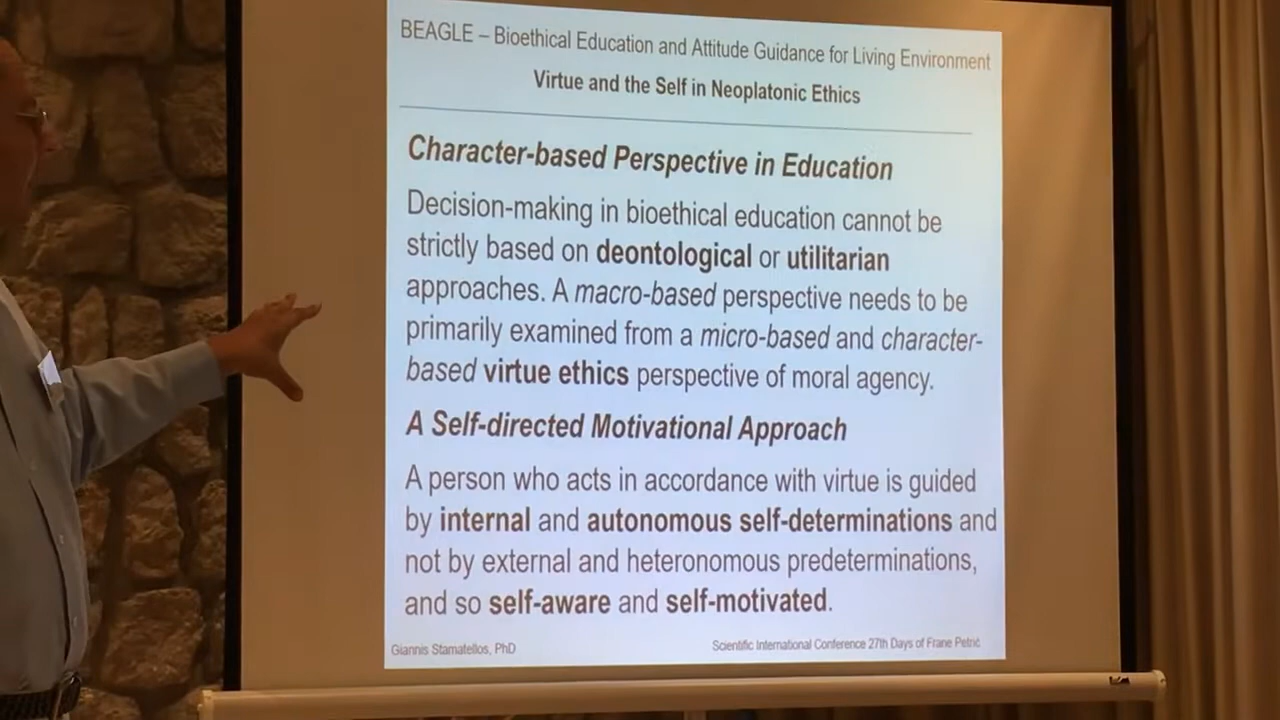 BEAGLE – Bioethical Education and Attitude Guidance for Living Environment
Virtue and the Self in Neoplatonic Ethics
Character-based Perspective in Education
Decision-making in bioethical education cannot be
strictly based on deontological or utilitarian
approaches. A macro-based perspective needs to be
primarily examined from a micro-based and character-
based virtue ethics perspective of moral agency.
A Self-directed Motivational Approach
A person who acts in accordance with virtue is guided
by internal and autonomous self-determinations and
not by external and heteronomous predeterminations,
and so self-aware and self-motivated.
Giannis Stamatellos, PhD
Scientific International Conference 27th Days of Frane Petrić